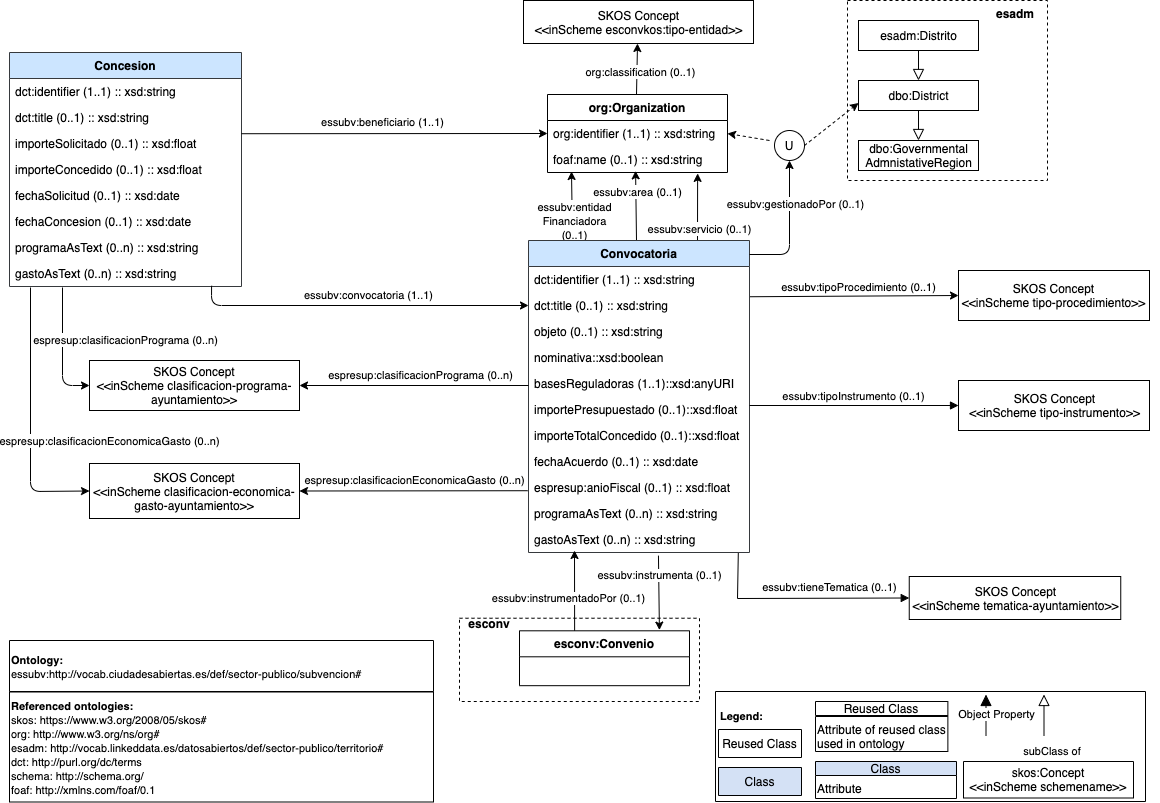 SKOS Concept
<<inScheme esconvkos:tipo-entidad>>
esadm
esadm:Distrito
dbo:District
dbo:Governmental
AdmnistativeRegion
org:classification (0..1)
org:Organization
org:identifier (1..1) :: xsd:string
foaf:name (0..1) :: xsd:string
U
Concesion
dct:identifier (1..1) :: xsd:string
dct:title (0..1) :: xsd:string
importeSolicitado (0..1) :: xsd:float
importeConcedido (0..1) :: xsd:float
fechaSolicitud (0..1) :: xsd:date
fechaConcesion (0..1) :: xsd:date
programaAsText (0..n) :: xsd:string
gastoAsText (0..n) :: xsd:string
essubv:beneficiario (1..1)
essubv:area (0..1)
essubv:entidad
Financiadora
(0..1)
essubv:servicio (0..1)
essubv:gestionadoPor (0..1)
essubv:convocatoria (1..1)
Convocatoria
dct:identifier (1..1) :: xsd:string
dct:title (0..1) :: xsd:string
objeto (0..1) :: xsd:string
nominativa::xsd:boolean
basesReguladoras (1..1)::xsd:anyURI
importePresupuestado (0..1)::xsd:float
importeTotalConcedido (0..1)::xsd:float
fechaAcuerdo (0..1) :: xsd:date
espresup:anioFiscal (0..1) :: xsd:float
programaAsText (0..n) :: xsd:string
gastoAsText (0..n) :: xsd:string
essubv:tipoProcedimiento (0..1)
SKOS Concept
<<inScheme tipo-procedimiento>>
espresup:clasificacionPrograma (0..n)
SKOS Concept
<<inScheme clasificacion-programa-
ayuntamiento>>
espresup:clasificacionPrograma (0..n)
essubv:tipoInstrumento (0..1)
SKOS Concept
<<inScheme tipo-instrumento>>
espresup:clasificacionEconomicaGasto (0..n)
SKOS Concept
<<inScheme clasificacion-economica-
gasto-ayuntamiento>>
espresup:clasificacionEconomicaGasto (0..n)
essubv:instrumenta (0..1)
essubv:instrumentadoPor (0..1)
essubv:tieneTematica (0..1)
SKOS Concept
<<inScheme tematica-ayuntamiento>>
esconv
esconv:Convenio
Ontology:
essubv:http://vocab.ciudadesabiertas.es/def/sector-publico/subvencion#
Referenced ontologies:
skos: https://www.w3.org/2008/05/skos#
org: http://www.w3.org/ns/org#
esadm: http://vocab.linkeddata.es/datosabiertos/def/sector-publico/territorio#
dct: http://purl.org/dc/terms
schema: http://schema.org/
foaf: http://xmlns.com/foaf/0.1
Legend:
Reused Class
Class
Reused Class
Attribute of reused class
used in ontology
Class
Attribute
Object Property
subClass of
skos:Concept
<<inScheme schemename>>